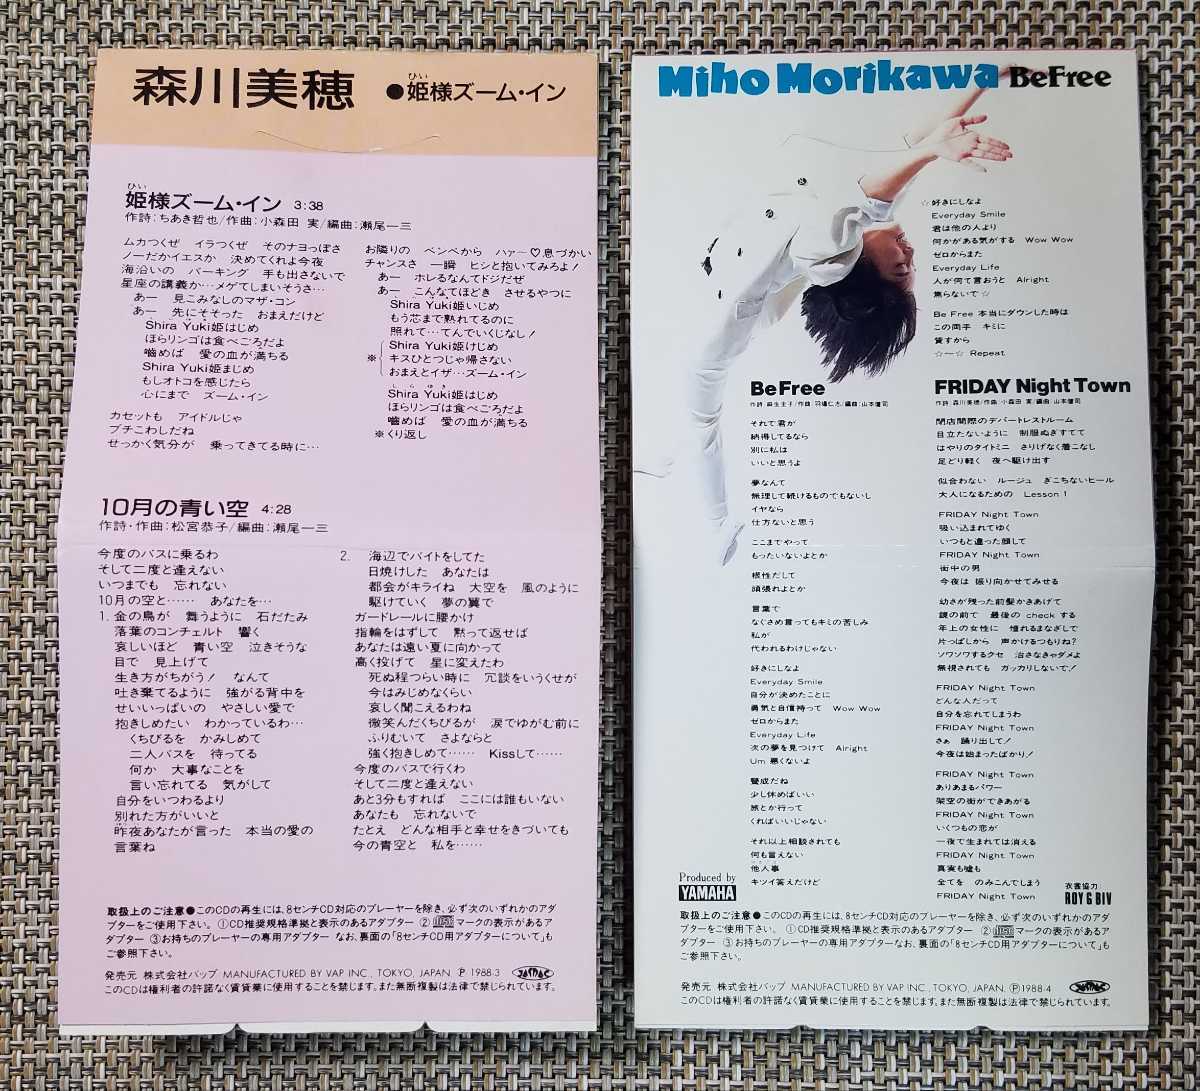 森川美穂
●姫様ズーム・イン
ひい
姫様ズーム・イン 3:38
ひい
作詩:ちあき哲也/作曲:小森田 実/編曲:瀬尾一三
ムカつくぜ イラつくぜ そのナヨっぽさ
ノーだかイエスか 決めてくれよ今夜
海沿いの パーキング 手も出さないで
星座の講義か…メゲてしまいそうさ…
あー 見こみなしのマザ・コン
あー 先にそそった おまえだけど
Shira Yuki姫はじめ
ほらリンゴは食べごろだよ
嚙めば 愛の血が満ちる
Shira Yuki姫まじめ
もしオトコを感じたら
心にまで ズーム・イン
カセットも アイドルじゃ
ブチこわしだね
せっかく気分が 乗ってきてる時に…
お隣りの ベンベから ハァー♡息づかい
チャンスさ 一瞬 ヒシと抱いてみろよ!
あー ホレるなんてドジだぜ
あー こんなてほどき させるやつに
Shira Yuki姫いじめ
もう芯まで熟れてるのに
照れて…てんでいくじなし!
Shira Yuki姫けじめ
※キスひとつじゃ帰さない
おまえとイザ…ズーム・イン
しらゆき
Shira Yuki姫はじめ
ほらリンゴは食べごろだよ
嚙めば 愛の血が満ちる
※くり返し
10月の青い空 4:28
作詩・作曲:松宮恭子/編曲:瀬尾一三
今度のバスに乗るわ
そして二度と逢えない
いつまでも 忘れない
10月の空と…… あなたを…
1. 金の鳥が 舞うように 石だたみ
落葉のコンチェルト 響く
哀しいほど 青い空 泣きそうな
目で 見上げて
生き方がちがう! なんて
吐き棄てるように 強がる背中を
せいいっぱいの やさしい愛で
抱きしめたい わかっているわ…
くちびるを かみしめて
二人バスを 待ってる
何か 大事なことを
言い忘れてる 気がして
自分をいつわるより
別れた方がいいと
昨夜あなたが言った 本当の愛の
言葉ね
2. 海辺でバイトをしてた
日焼けした あなたは
都会がキライね 大空を 風のように
駆けていく 夢の翼で
ガードレールに腰かけ
指輪をはずして 黙って返せば
あなたは遠い夏に向かって
高く投げて 星に変えたわ
死ぬ程つらい時に 冗談をいうくせが
今はみじめなくらい
哀しく聞こえるわね
微笑んだくちびるが 涙でゆがむ前に
ふりむいて さよならと
強く抱きしめて…… Kissして……
今度のバスで行くわ
そして二度と逢えない
あと3分もすれば ここには誰もいない
あなたも 忘れないで
たとえ どんな相手と幸せをきづいても
今の青空と 私を……
取扱上のご注意●このCDの再生には、8センチCD対応のプレーヤーを除き、必ず次のいずれかのアダ
プターをご使用下さい。①CD推奨規格準拠と表示のあるアダプター ②マークの表示があるア
ダプター ③お持ちのプレーヤーの専用アダプター なお、裏面の「8センチCD用アダプターについて」も
ご参照下さい。
発売元 株式会社バップ MANUFACTURED BY VAP INC., TOKYO, JAPAN. Ⓟ 1988・3
このCDは権利者の許諾なく賃貸業に使用することを禁じます。また無断複製は法律で禁じられています。
Miho Morikawa BeFree
☆好きにしなよ
Everyday Smile
君は他の人より
何かがある気がする Wow Wow
ゼロからまた
Everyday Life
人が何て言おうと Alright
焦らないで☆
Be Free 本当にダウンした時は
この両手 キミに
貸すから
☆―☆ Repeat
BeFree
作詩:麻生圭子/作曲:羽場仁志/編曲:山本健司
それで君が
納得してるなら
別に私は
いいと思うよ
夢なんて
無理して続けるものでもないし
イヤなら
仕方ないと思う
ここまでやって
もったいないよとか
根性だして
頑張れよとか
言葉で
なぐさめ言ってもキミの苦しみ
私が
代われるわけじゃない
好きにしなよ
Everyday Smile
自分が決めたことに
勇気と自信持って Wow Wow
ゼロからまた
Everyday Life
次の夢を見つけて Alright
Um 悪くないよ
賛成だね
少し休めばいい
旅とか行って
くればいいじゃない
それ以上相談されても
何も言えない
他人事
キツイ答えだけど
FRIDAY Night Town
作詩:森川美穂/作曲:小森田 実/編曲:山本健司
閉店間際のデパートレストルーム
目立たないように 制服ぬぎすてて
はやりのタイトミニ さりげなく着こなし
足どり軽く 夜へ駆け出す
似合わない ルージュ ぎこちないヒール
大人になるための Lesson 1
FRIDAY Night Town
吸い込まれてゆく
いつもと違った顔して
FRIDAY Night Town
街中の男
今夜は 振り向かせてみせる
幼さが残った前髪かきあげて
鏡の前で 最後の check する
年上の女性に 憧れるまなざしで
片っぱしから 声かけるつもりね?
ソワソワするクセ 治さなきゃダメよ
無視されても ガッカリしないで!
FRIDAY Night Town
どんな人だって
自分を忘れてしまうわ
FRIDAY Night Town
さぁ 踊り出して!
今夜は始まったばかり!
FRIDAY Night Town
ありあまるパワー
架空の街ができあがる
FRIDAY Night Town
いくつもの恋が
一夜で生まれては消える
FRIDAY Night Town
真実も嘘も
全てを のみこんでしまう
FRIDAY Night Town
Produced by
YAMAHA
衣裳協力
ROY G BIV
取扱上のご注意●このCDの再生には、8センチCD対応のプレーヤーを除き、必ず次のいずれかのアダ
プターをご使用下さい。 ①CD推奨規格準拠と表示のあるアダプター ②マークの表示があるアダ
プター ③お持ちのプレーヤーの専用アダプターなお、裏面の「8センチCD用アダプターについて」も
ご参照下さい。
発売元 株式会社バップ MANUFACTURED BY VAP INC., TOKYO, JAPAN. Ⓟ1988・4
このCDは権利者の許諾なく賃貸業に使用することを禁じます。また無断複製は法律で禁じられています。